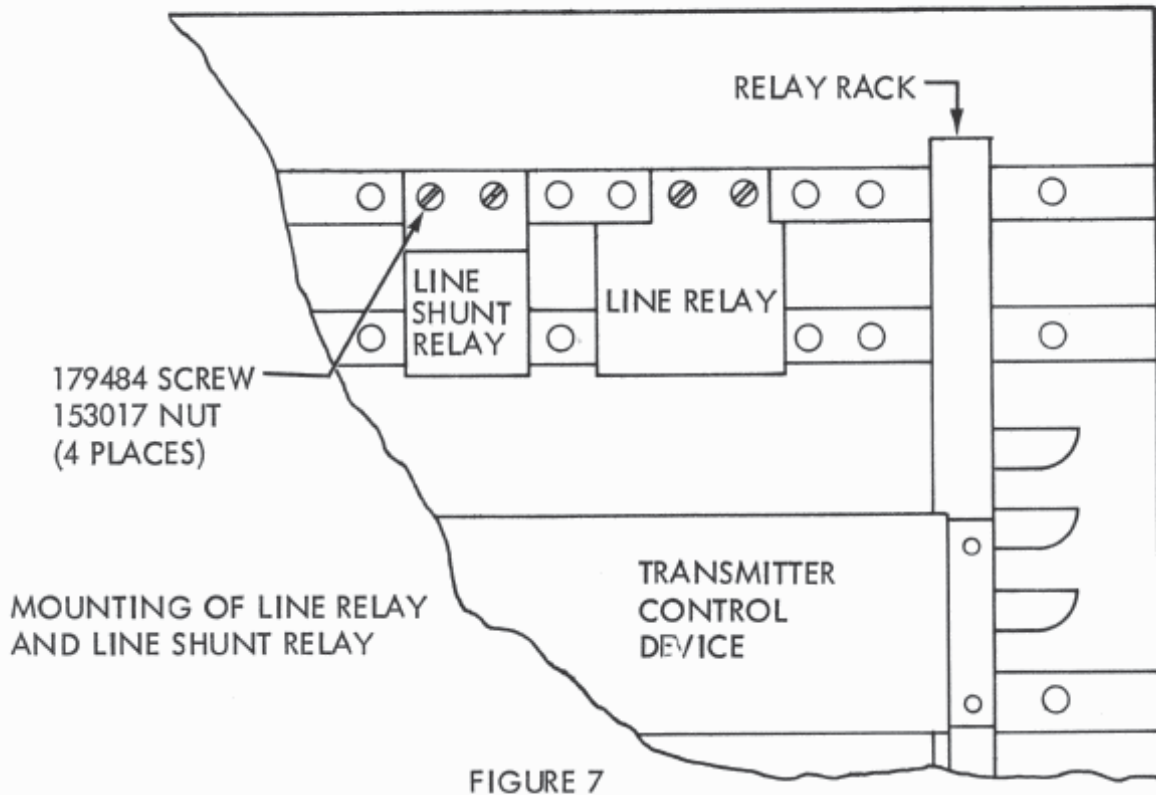 RELAY RACK
LINE
SHUNT
RELAY
LINE RELAY
179484 SCREW
153017 NUT
(4 PLACES)
TRANSMITTER
CONTROL
DEVICE
MOUNTING OF LINE RELAY
AND LINE SHUNT RELAY
FIGURE 7